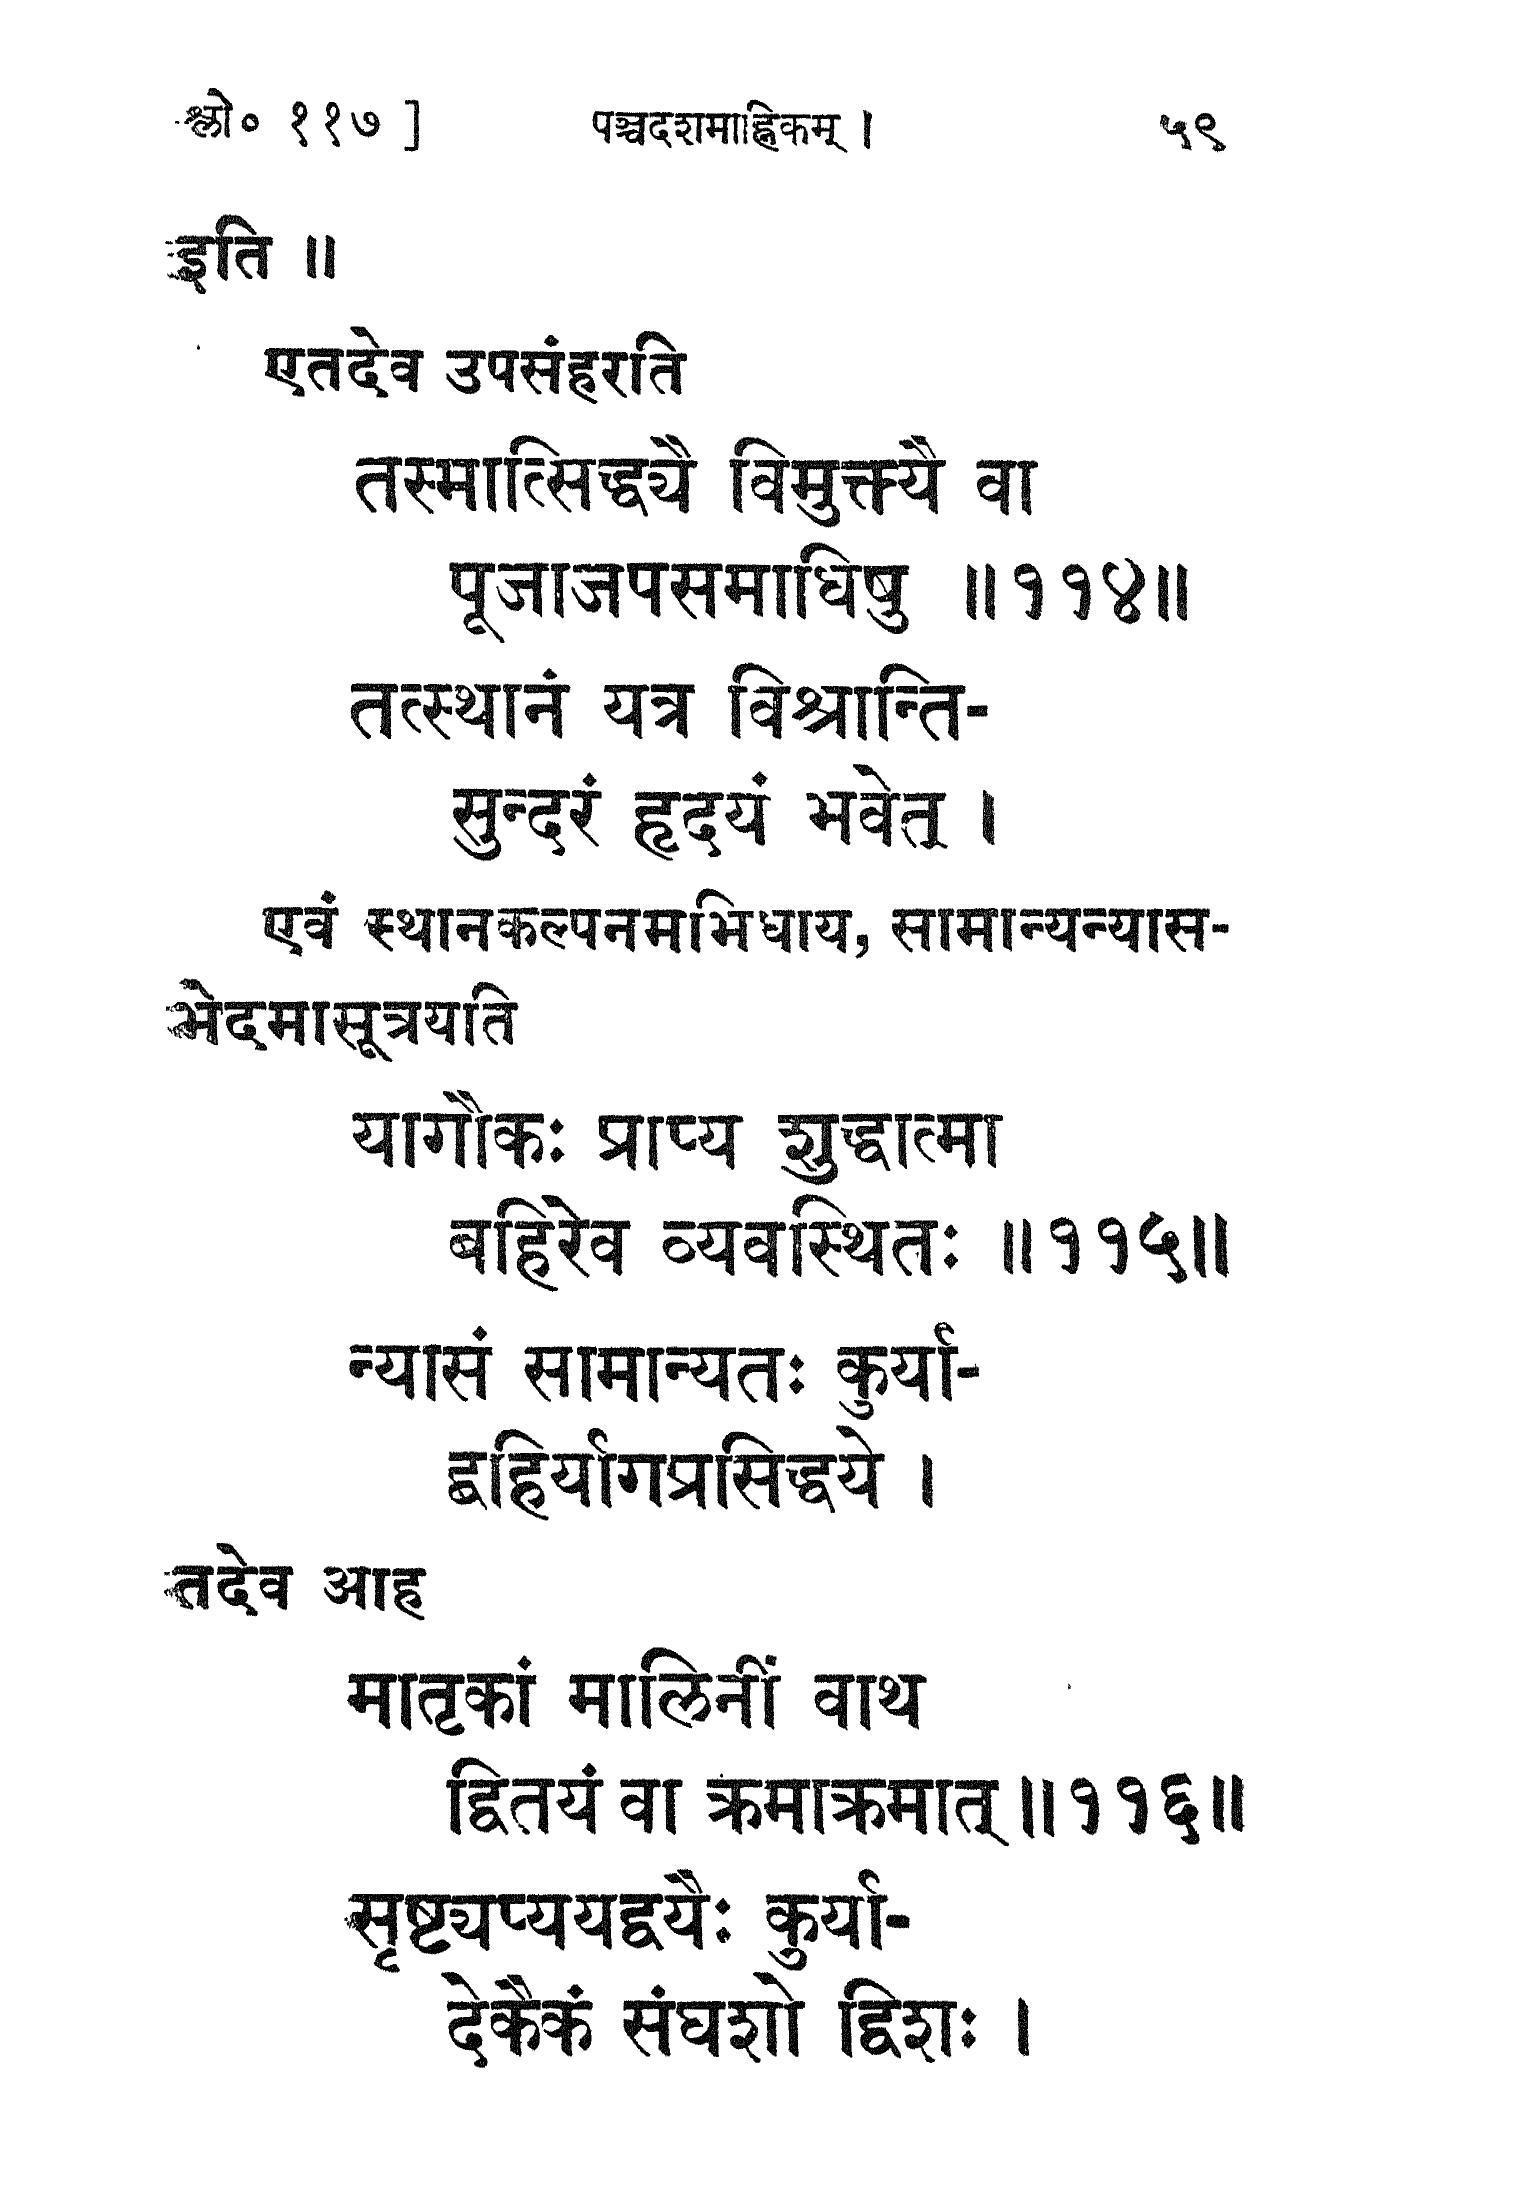 श्लो० ११७ ] पञ्चदशमाह्निकम् । ५९
इति ॥
एतदेव उपसंहरति
तस्मात्सिद्ध्यै विमुक्त्यै वा
पूजाजपसमाधिषु ॥११४॥
तत्स्थानं यत्र विश्रान्ति-
सुन्दरं हृदयं भवेत् ।
एवं स्थानकल्पनमभिधाय, सामान्यन्यास-
भेदमासूत्रयति
यागौकः प्राप्य शुद्धात्मा
बहिरेव व्यवस्थितः ॥११५॥
न्यासं सामान्यतः कुर्या-
द्बहिर्यागप्रसिद्धये ।
तदेव आह
मातृकां मालिनीं वाथ
द्वितयं वा क्रमाक्रमात् ॥११६॥
सृष्ट्यप्ययद्वयैः कुर्या-
देकैकं संघशो द्विशः ।